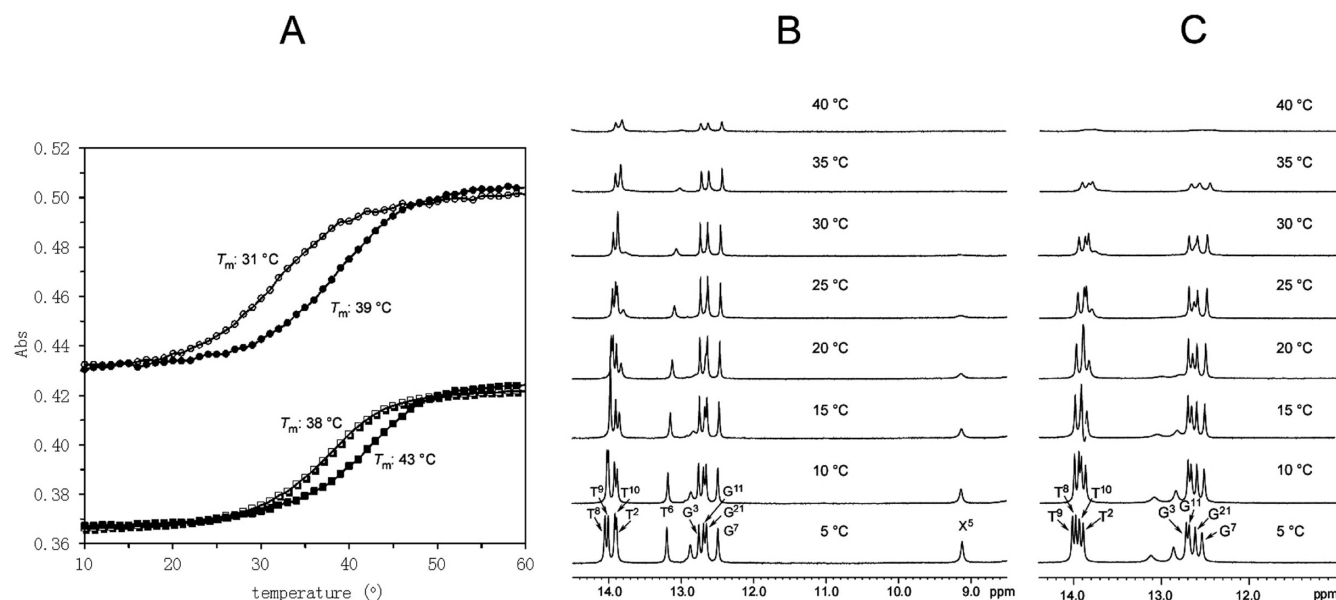 A
B
C
0.52
0.50
0.48
0.46
0.44
0.42
0.40
0.38
0.36
Abs
10
20
30
40
50
60
temperature (°)
Tm: 31 °C
Tm: 39 °C
Tm: 38 °C
Tm: 43 °C
40 °C
35 °C
30 °C
25 °C
20 °C
15 °C
10 °C
5 °C
T9
T10
T8
T2
T6
G3
G11
G21
G7
X5
14.0
13.0
12.0
11.0
10.0
9.0
ppm
40 °C
35 °C
30 °C
25 °C
20 °C
15 °C
10 °C
5 °C
T8
T10
T9
T2
G3
G11
G21
G7
14.0
13.0
12.0
ppm